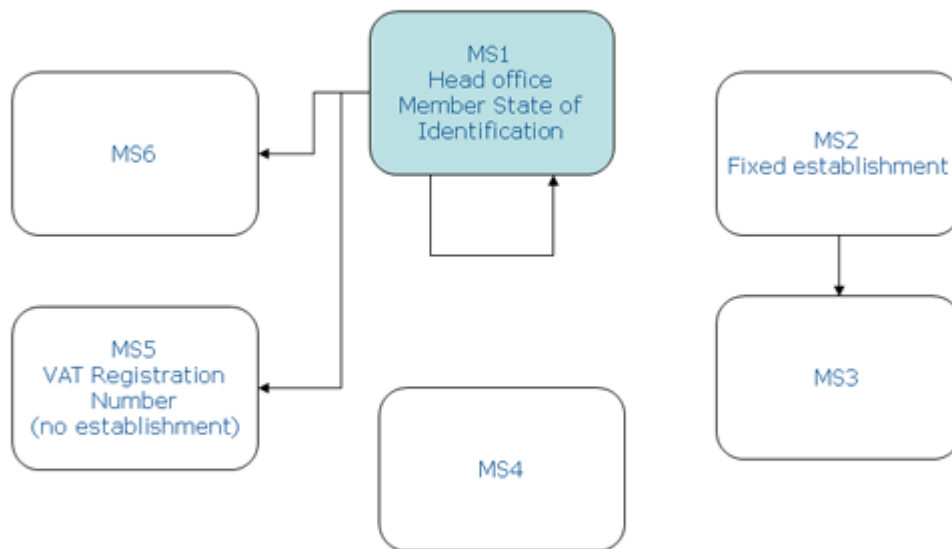 MS1
Head office
Member State of
Identification
MS6
MS2
Fixed establishment
MS5
VAT Registration
Number
(no establishment)
MS3
MS4